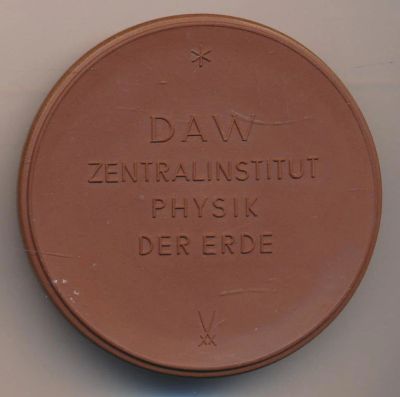 DAW
ZENTRALINSTITUT
PHYSIK
DER ERDE